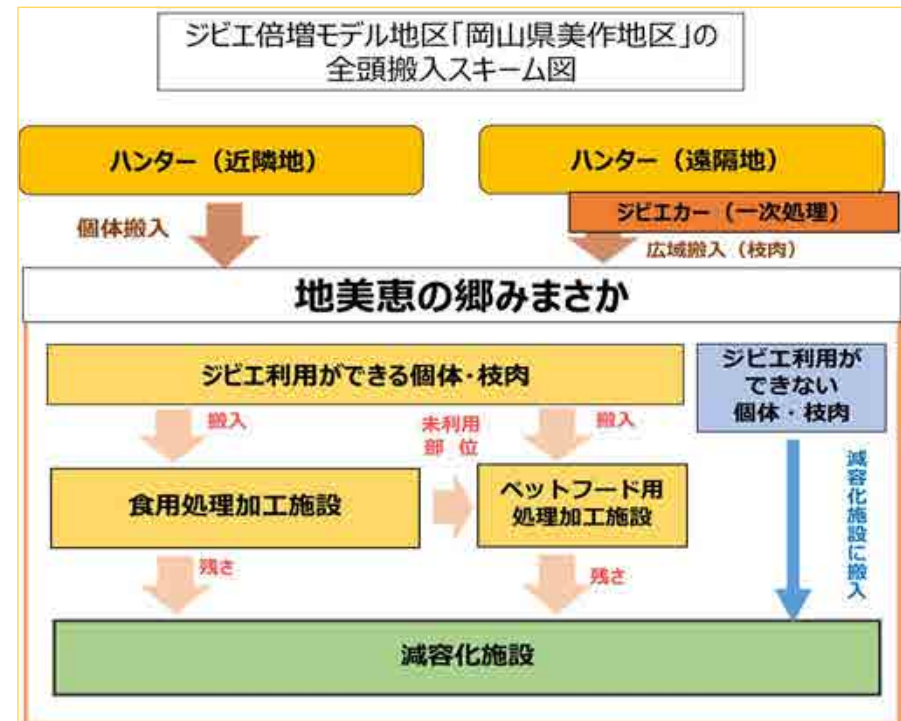 ジビエ倍増モデル地区「岡山県美作地区」の
全頭搬入スキーム図
ハンター（近隣地）
ハンター（遠隔地）
ジビエカー（一次処理）
個体搬入
広域搬入（枝肉）
地美恵の郷みまさか
ジビエ利用ができる個体・枝肉
ジビエ利用が
できない
個体・枝肉
搬入
未利用
部 位
搬入
食用処理加工施設
ペットフード用
処理加工施設
減容化施設に搬入
残さ
残さ
減容化施設